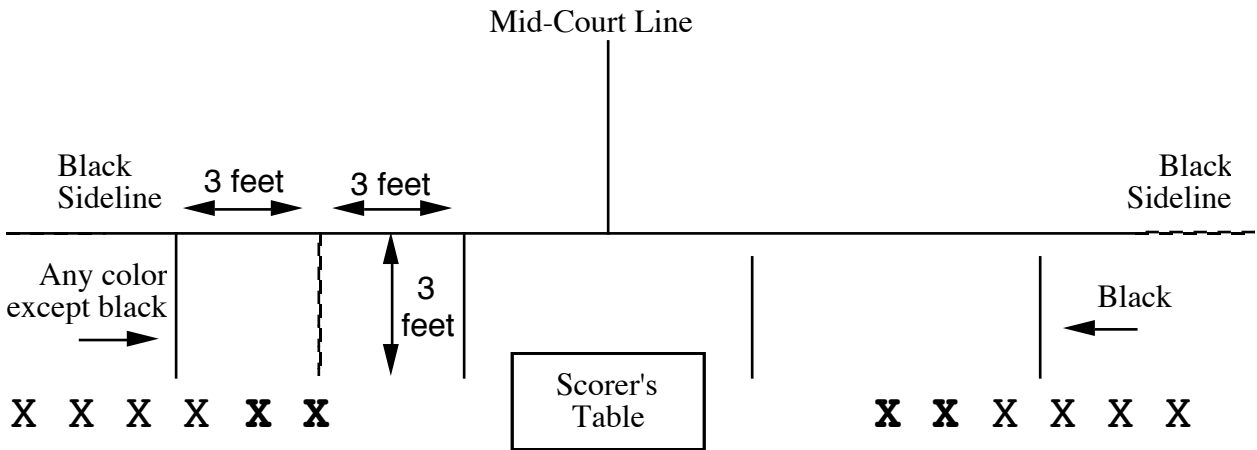 Mid-Court Line
Black
Sideline
3 feet
3 feet
Black
Sideline
Any color
except black
3
feet
Black
Scorer's
Table
X X X X X X
X X X X X X